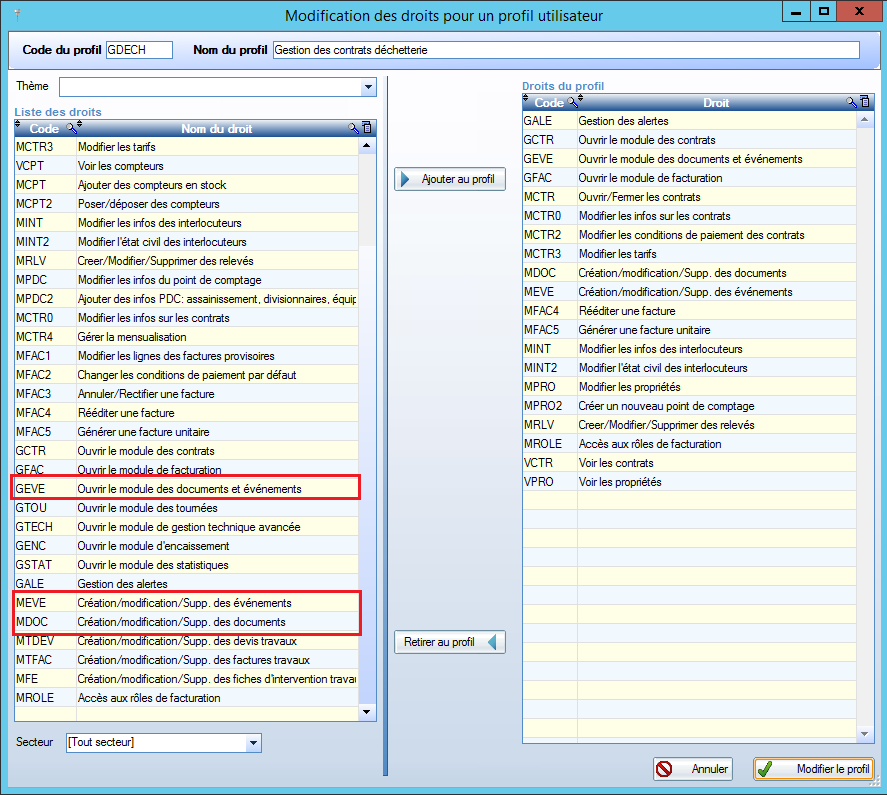 Modification des droits pour un profil utilisateur
Code du profil GDECH Nom du profil Gestion des contrats déchetterie
Thème
Liste des droits
Code Nom du droit
MCTR3 Modifier les tarifs
VCPT Voir les compteurs
MCPT Ajouter des compteurs en stock
MCPT2 Poser/déposer des compteurs
MINT Modifier les infos des interlocuteurs
MINT2 Modifier l'état civil des interlocuteurs
MRLV Creer/Modifier/Supprimer des relevés
MPDC Modifier les infos du point de comptage
MPDC2 Ajouter des infos PDC: assainissement, divisionnaires, équip
MCTR0 Modifier les infos sur les contrats
MCTR4 Gérer la mensualisation
MFAC1 Modifier les lignes des factures provisoires
MFAC2 Changer les conditions de paiement par défaut
MFAC3 Annuler/Rectifier une facture
MFAC4 Rééditer une facture
MFAC5 Générer une facture unitaire
GCTR Ouvrir le module des contrats
GFAC Ouvrir le module de facturation
GEVE Ouvrir le module des documents et événements
GTOU Ouvrir le module des tournées
GTECH Ouvrir le module de gestion technique avancée
GENC Ouvrir le module d'encaissement
GSTAT Ouvrir le module des statistiques
GALE Gestion des alertes
MEVE Création/modification/Supp. des événements
MDOC Création/modification/Supp. des documents
MTDEV Création/modification/Supp. des devis travaux
MTFAC Création/modification/Supp. des factures travaux
MFE Création/modification/Supp. des fiches d'intervention travau
MROLE Accès aux rôles de facturation
Secteur [Tout secteur]
Ajouter au profil
Retirer au profil
Droits du profil
Code Droit
GALE Gestion des alertes
GCTR Ouvrir le module des contrats
GEVE Ouvrir le module des documents et événements
GFAC Ouvrir le module de facturation
MCTR Ouvrir/Fermer les contrats
MCTR0 Modifier les infos sur les contrats
MCTR2 Modifier les conditions de paiement des contrats
MCTR3 Modifier les tarifs
MDOC Création/modification/Supp. des documents
MEVE Création/modification/Supp. des événements
MFAC4 Rééditer une facture
MFAC5 Générer une facture unitaire
MINT Modifier les infos des interlocuteurs
MINT2 Modifier l'état civil des interlocuteurs
MPRO Modifier les propriétés
MPRO2 Créer un nouveau point de comptage
MRLV Creer/Modifier/Supprimer des relevés
MROLE Accès aux rôles de facturation
VCTR Voir les contrats
VPRO Voir les propriétés
Annuler
Modifier le profil